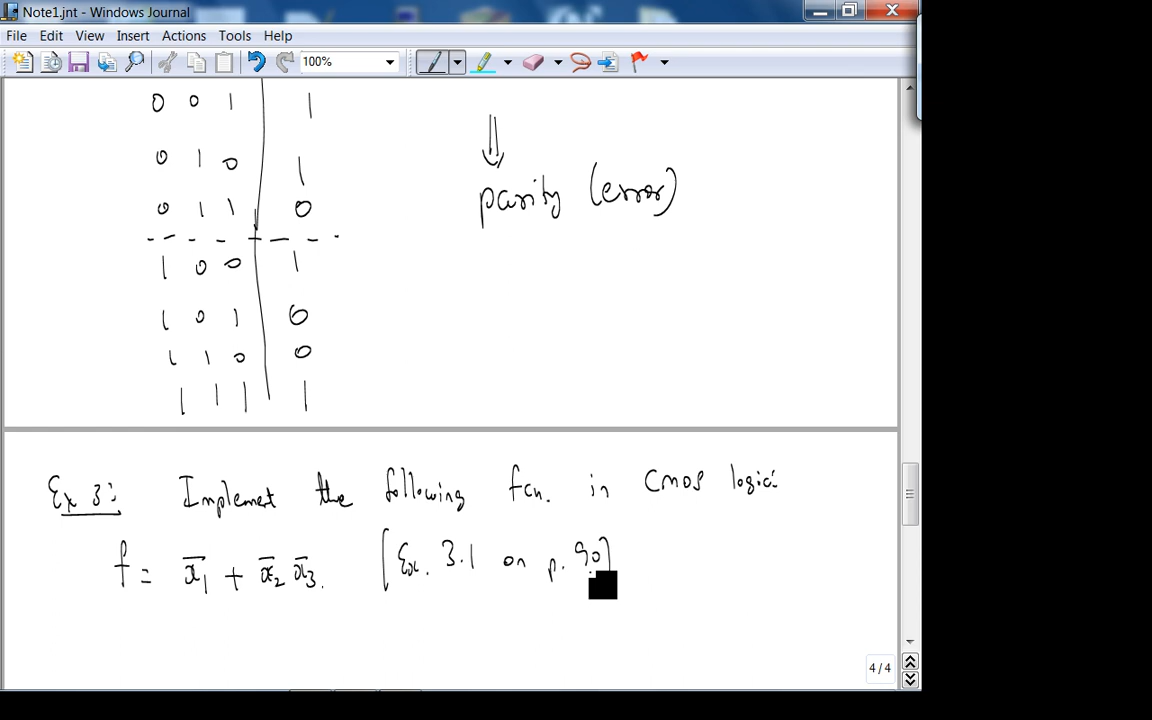 Note1.jnt - Windows Journal
File Edit View Insert Actions Tools Help
100%
0 0 1 | 1
0 1 0 | 1
0 1 1 | 0
1 0 0 | 1
1 0 1 | 0
1 1 0 | 0
1 1 1 | 1
⇓
parity (error)
Ex 3: Implement the following fcn. in CMOS logic:
f = x̅₁ + x̅₂ x̅₃. [Ex. 3.1 on p. 90]
4 / 4